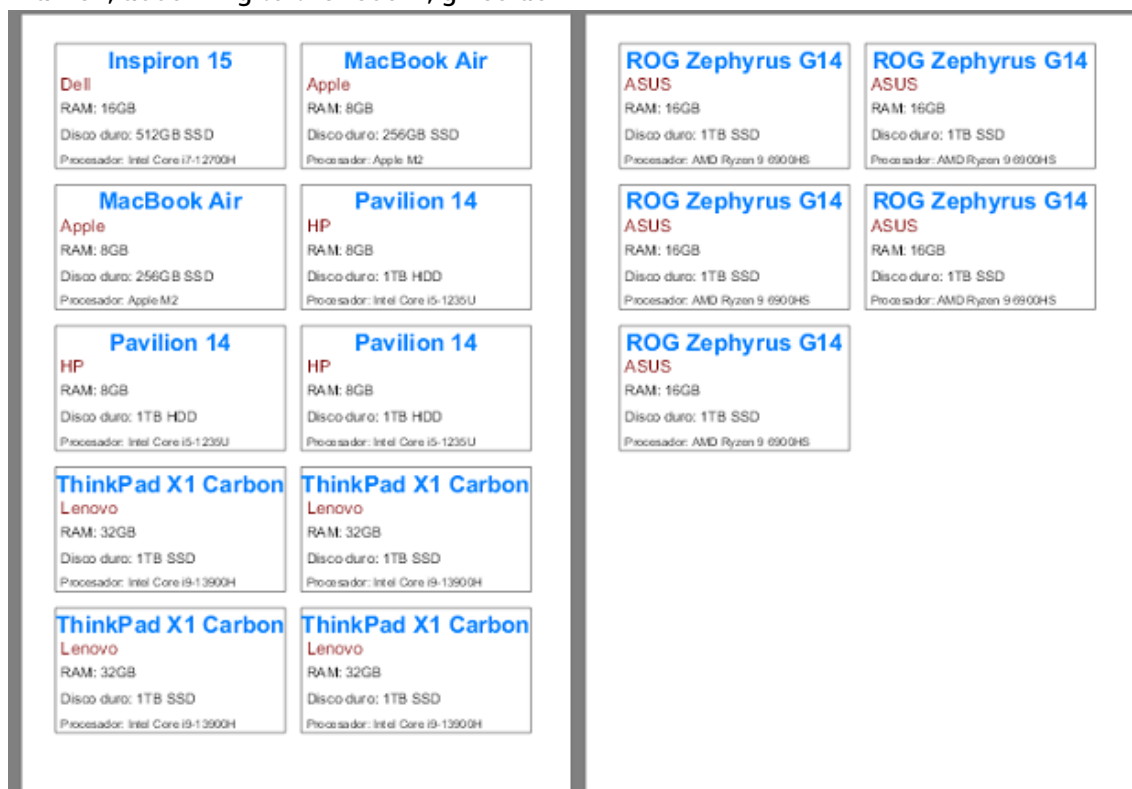 Inspiron 15
Dell
RAM: 16GB
Disco duro: 512GB SSD
Procesador: Intel Core i7-12700H
MacBook Air
Apple
RAM: 8GB
Disco duro: 256GB SSD
Procesador: Apple M2
MacBook Air
Apple
RAM: 8GB
Disco duro: 256GB SSD
Procesador: Apple M2
Pavilion 14
HP
RAM: 8GB
Disco duro: 1TB HDD
Procesador: Intel Core i5-1235U
Pavilion 14
HP
RAM: 8GB
Disco duro: 1TB HDD
Procesador: Intel Core i5-1235U
Pavilion 14
HP
RAM: 8GB
Disco duro: 1TB HDD
Procesador: Intel Core i5-1235U
ThinkPad X1 Carbon
Lenovo
RAM: 32GB
Disco duro: 1TB SSD
Procesador: Intel Core i9-13900H
ThinkPad X1 Carbon
Lenovo
RAM: 32GB
Disco duro: 1TB SSD
Procesador: Intel Core i9-13900H
ThinkPad X1 Carbon
Lenovo
RAM: 32GB
Disco duro: 1TB SSD
Procesador: Intel Core i9-13900H
ThinkPad X1 Carbon
Lenovo
RAM: 32GB
Disco duro: 1TB SSD
Procesador: Intel Core i9-13900H
ROG Zephyrus G14
ASUS
RAM: 16GB
Disco duro: 1TB SSD
Procesador: AMD Ryzen 9 6900HS
ROG Zephyrus G14
ASUS
RAM: 16GB
Disco duro: 1TB SSD
Procesador: AMD Ryzen 9 6900HS
ROG Zephyrus G14
ASUS
RAM: 16GB
Disco duro: 1TB SSD
Procesador: AMD Ryzen 9 6900HS
ROG Zephyrus G14
ASUS
RAM: 16GB
Disco duro: 1TB SSD
Procesador: AMD Ryzen 9 6900HS
ROG Zephyrus G14
ASUS
RAM: 16GB
Disco duro: 1TB SSD
Procesador: AMD Ryzen 9 6900HS